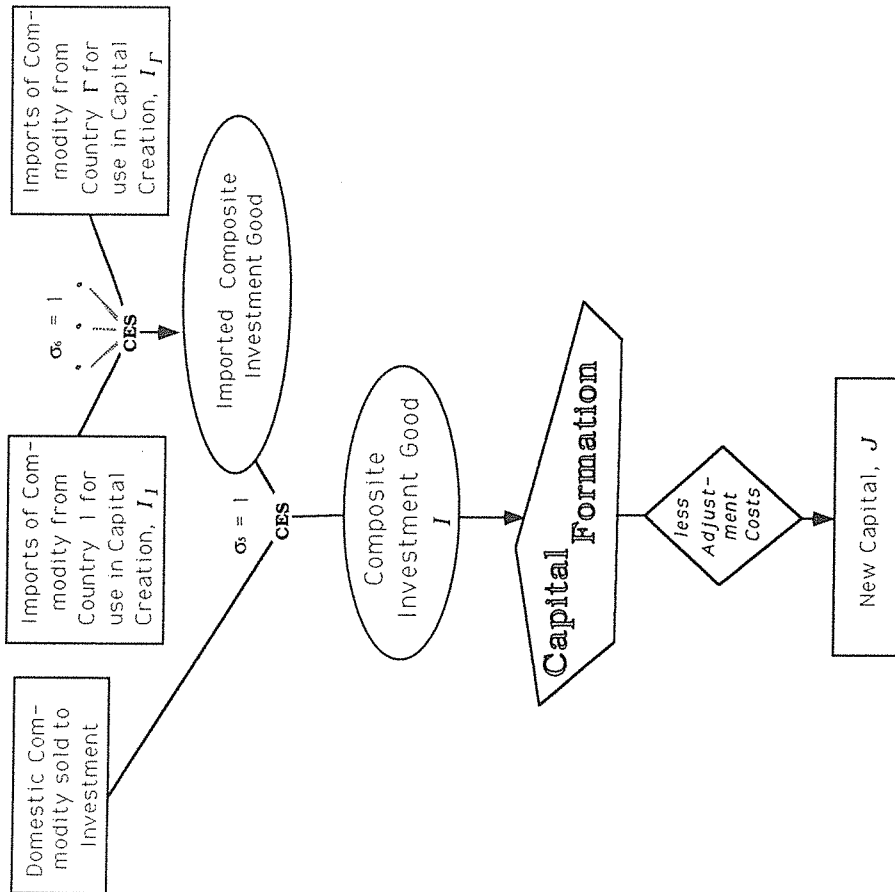 Domestic Com-
modity sold to
Investment
Imports of Com-
modity from
Country 1 for
use in Capital
Creation, I₁
Imports of Com-
modity from
Country Γ for
use in Capital
Creation, I_Γ
σ₆ = 1
CES
Imported Composite
Investment Good
σ₅ = 1
CES
Composite
Investment Good
I
Capital
Formation
less
Adjust-
ment
Costs
New Capital, J